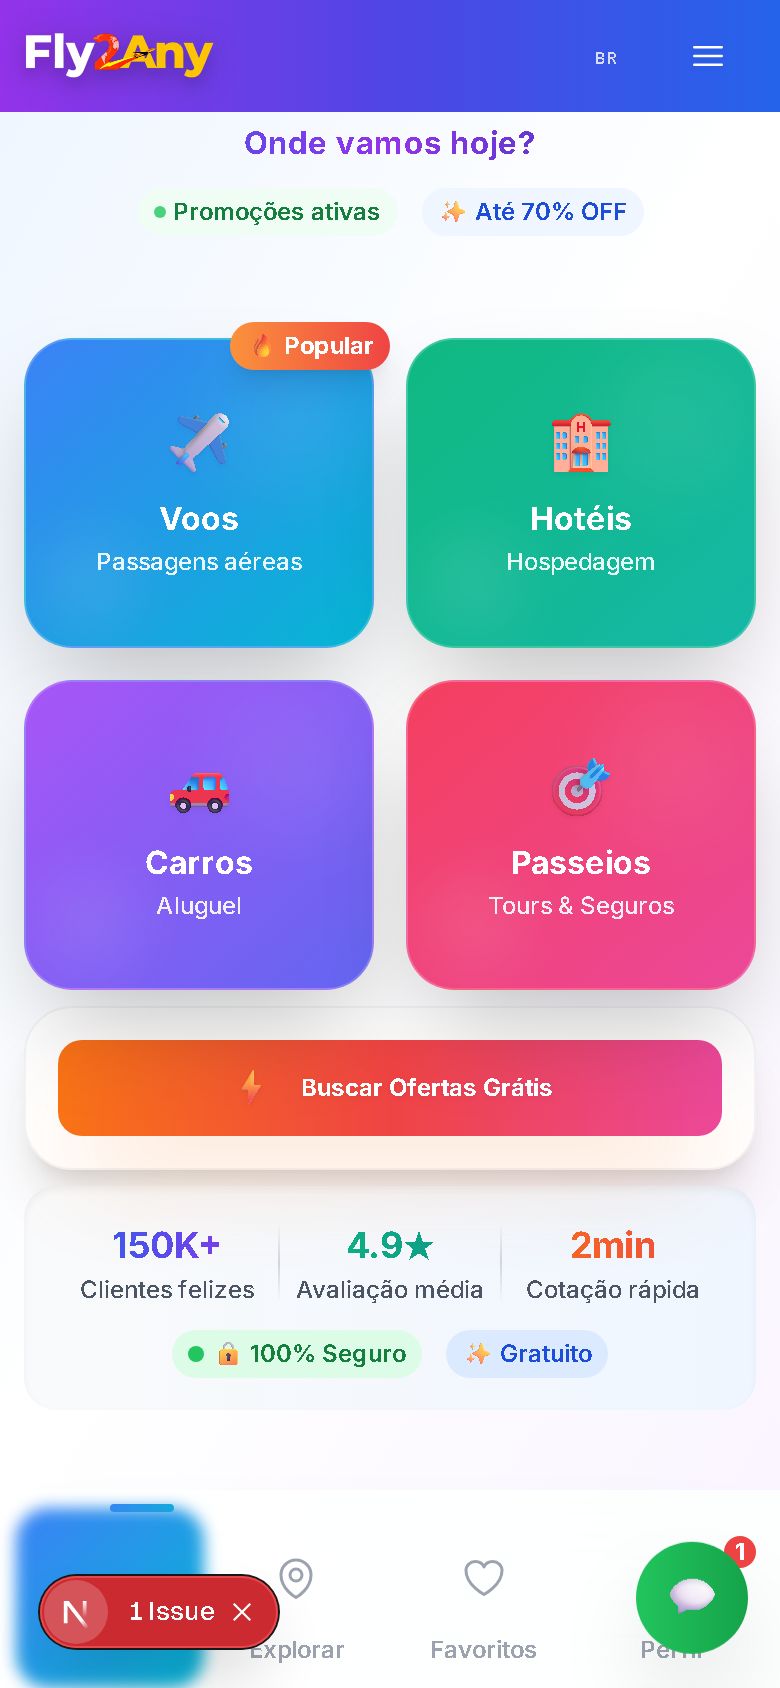 Fly2Any
BR
Onde vamos hoje?
Promoções ativas
Até 70% OFF
Popular
Voos
Passagens aéreas
H
Hotéis
Hospedagem
Carros
Aluguel
Passeios
Tours & Seguros
Buscar Ofertas Grátis
150K+
Clientes felizes
4.9★
Avaliação média
2min
Cotação rápida
100% Seguro
Gratuito
N
1 Issue
Explorar
Favoritos
1